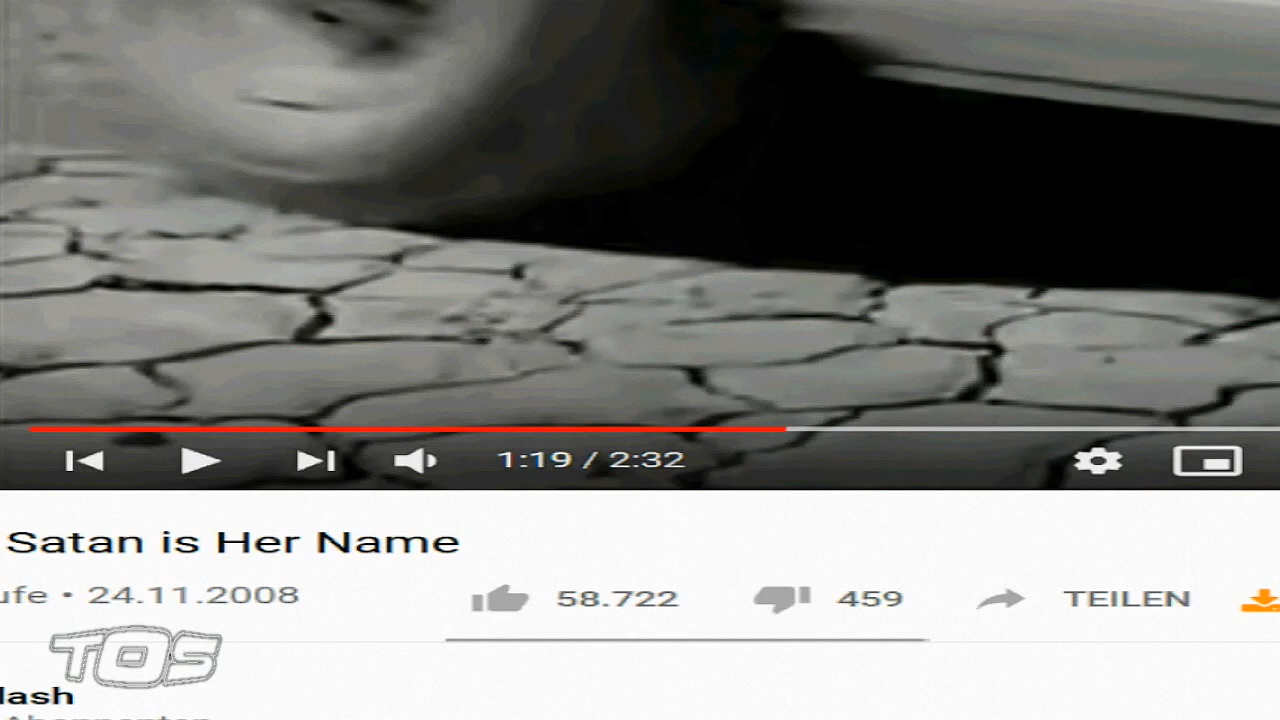 1:19 / 2:32
Satan is Her Name
ufe • 24.11.2008
58.722
459
TEILEN
TOS
lash